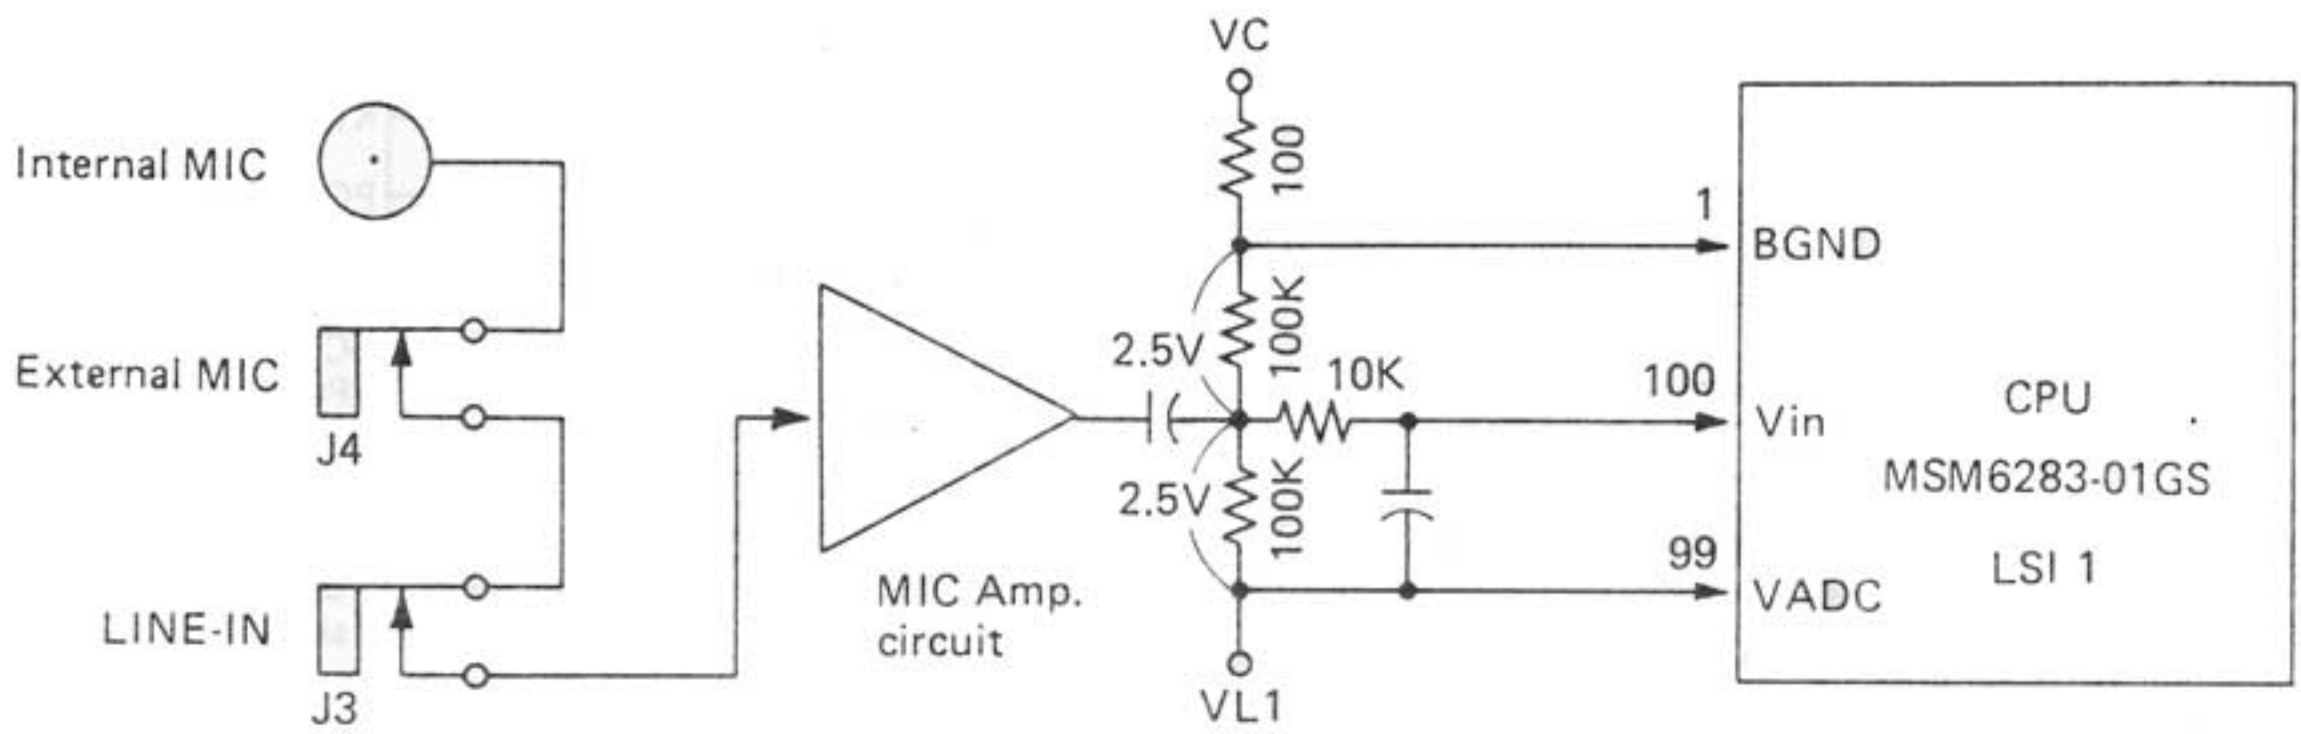 Internal MIC
External MIC
J4
LINE-IN
J3
MIC Amp.
circuit
VC
100
100K
2.5V
10K
2.5V
100K
VL1
1
BGND
100
Vin
99
VADC
CPU
MSM6283-01GS
LSI 1